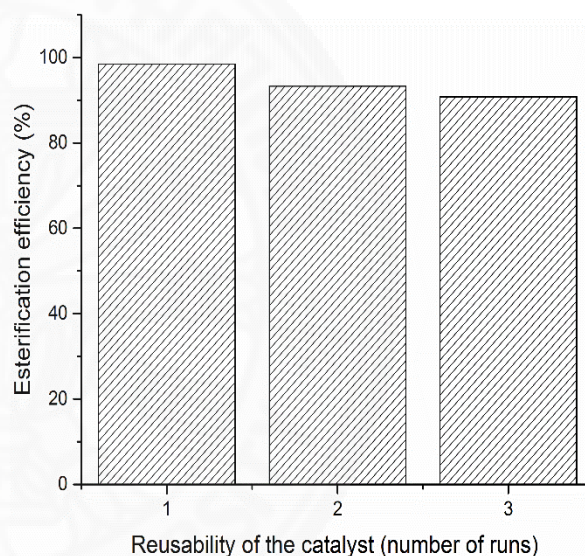 Esterification efficiency (%)
100
80
60
40
20
0
1 2 3
Reusability of the catalyst (number of runs)